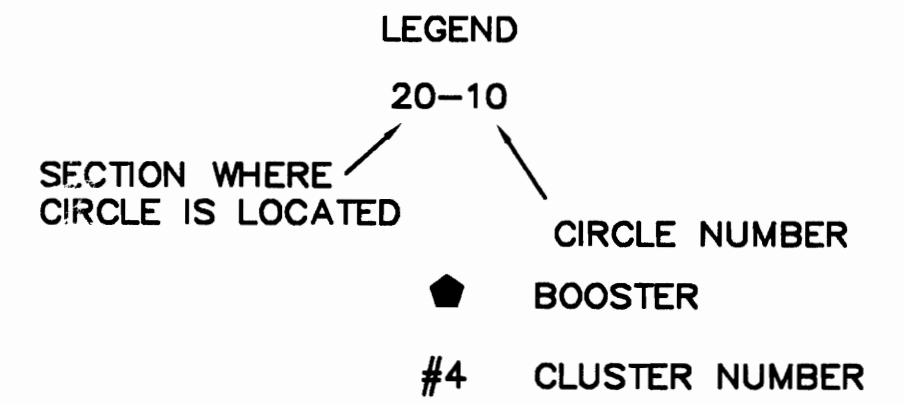 LEGEND
20-10
SECTION WHERE
CIRCLE IS LOCATED
CIRCLE NUMBER
BOOSTER
#4 CLUSTER NUMBER